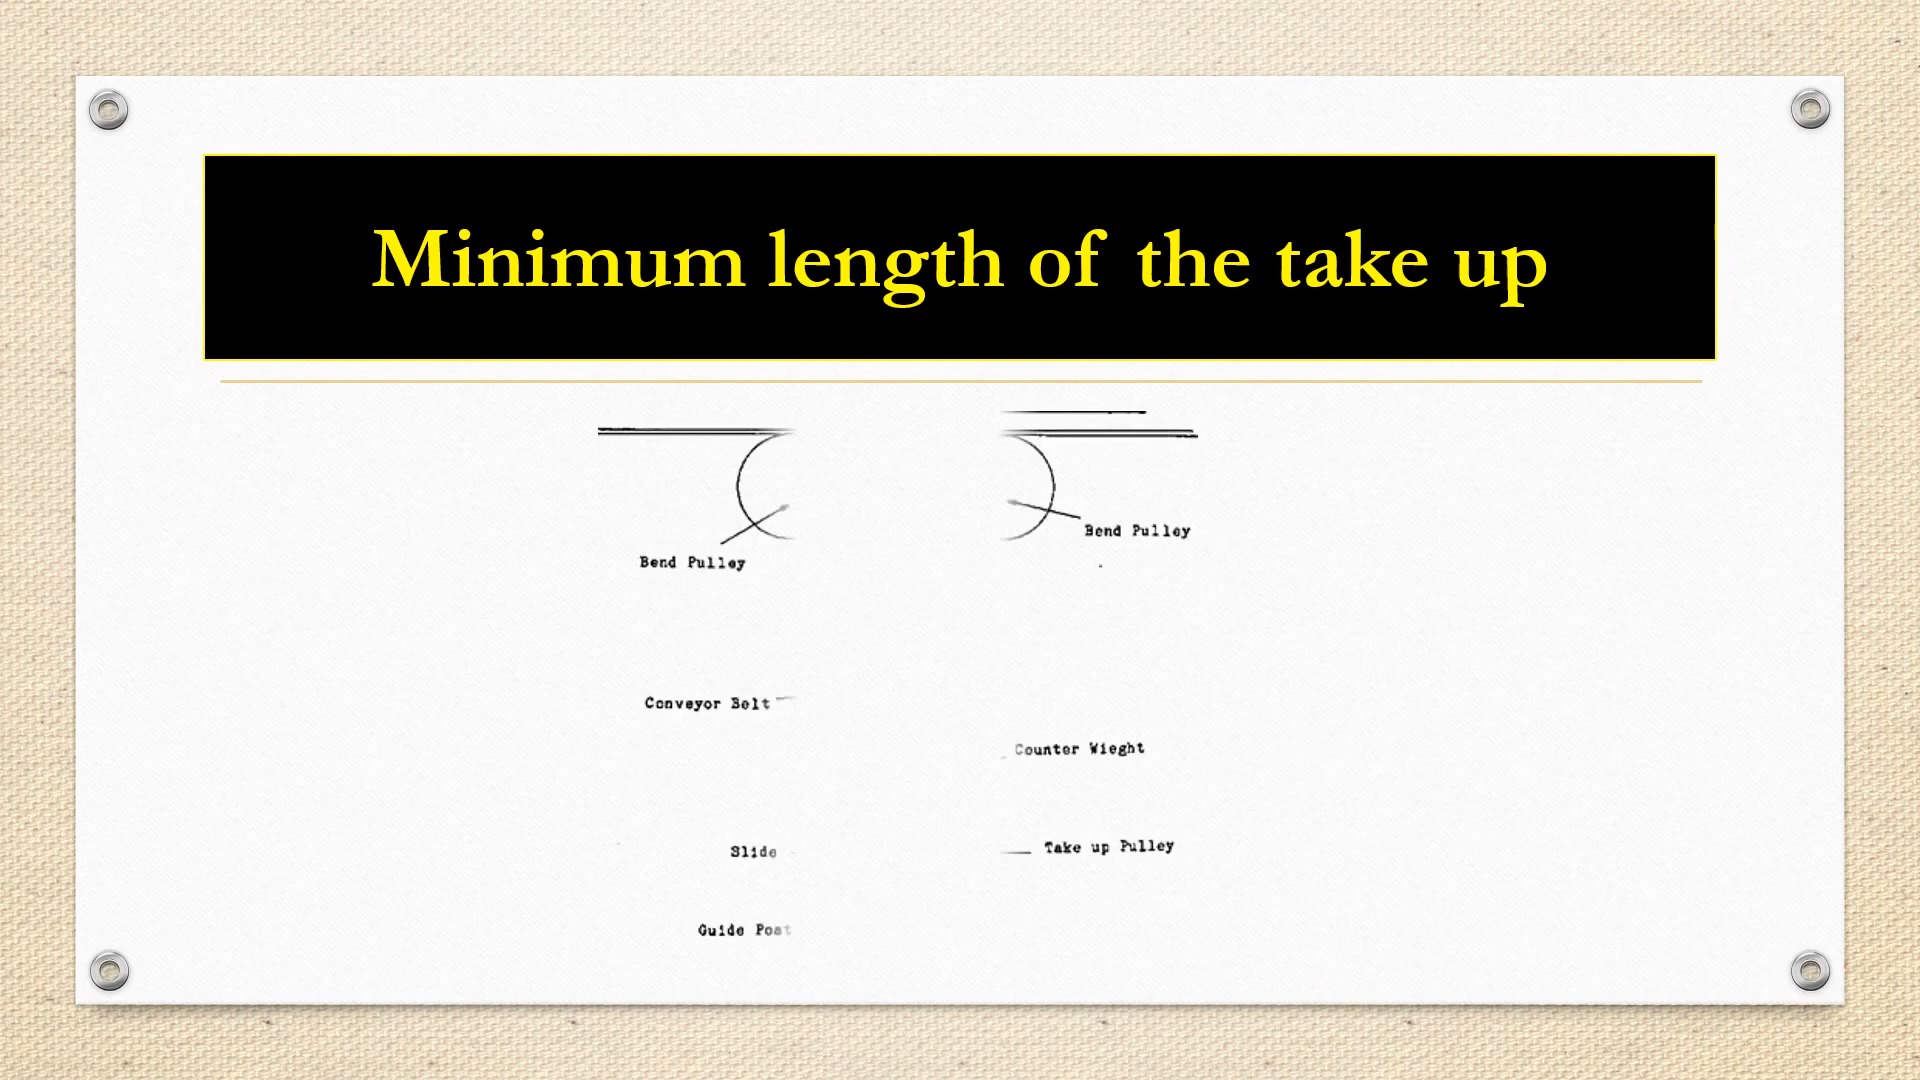 Minimum length of the take up
Bend Pulley
Bend Pulley
Conveyor Belt
Counter Wieght
Take up Pulley
Slide
Guide Post